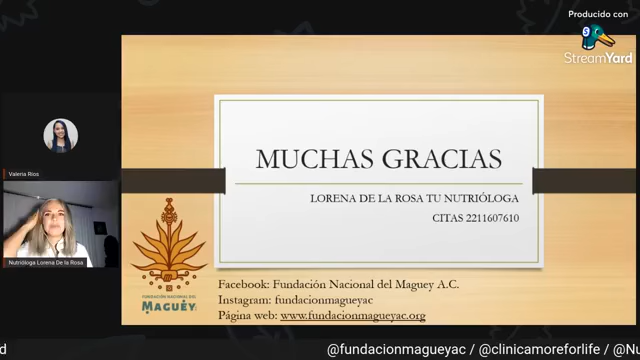 Producido con
StreamYard
MUCHAS GRACIAS
LORENA DE LA ROSA TU NUTRIÓLOGA
CITAS 2211607610
Valeria Ríos
Nutrióloga Lorena De la Rosa
FUNDACIÓN NACIONAL DEL
MAGUEY
Facebook: Fundación Nacional del Maguey A.C.
Instagram: fundacionmagueyac
Página web: www.fundacionmagueyac.org
d @fundacionmagueyac / @clinicamoreforlife / @Nu